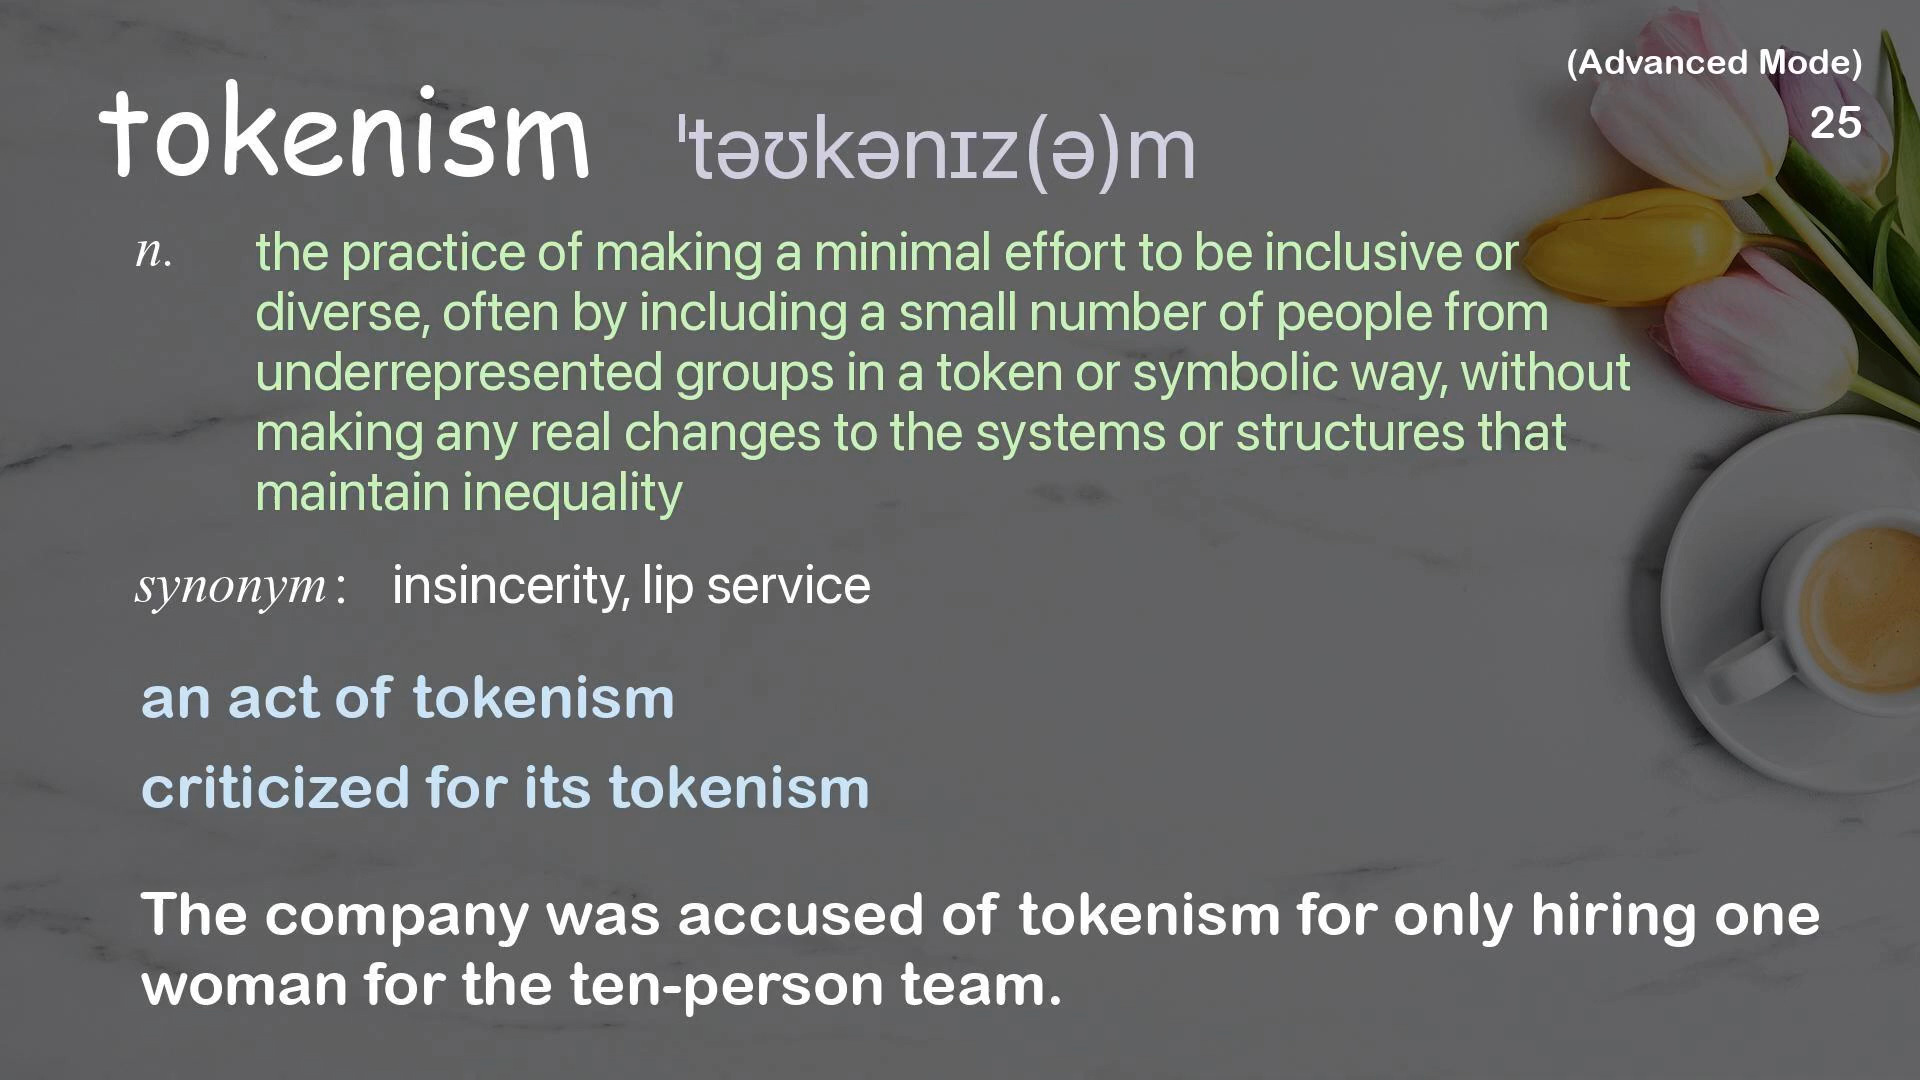 (Advanced Mode)
25
tokenism ˈtəʊkənɪz(ə)m
n. the practice of making a minimal effort to be inclusive or
diverse, often by including a small number of people from
underrepresented groups in a token or symbolic way, without
making any real changes to the systems or structures that
maintain inequality
synonym: insincerity, lip service
an act of tokenism
criticized for its tokenism
The company was accused of tokenism for only hiring one
woman for the ten-person team.